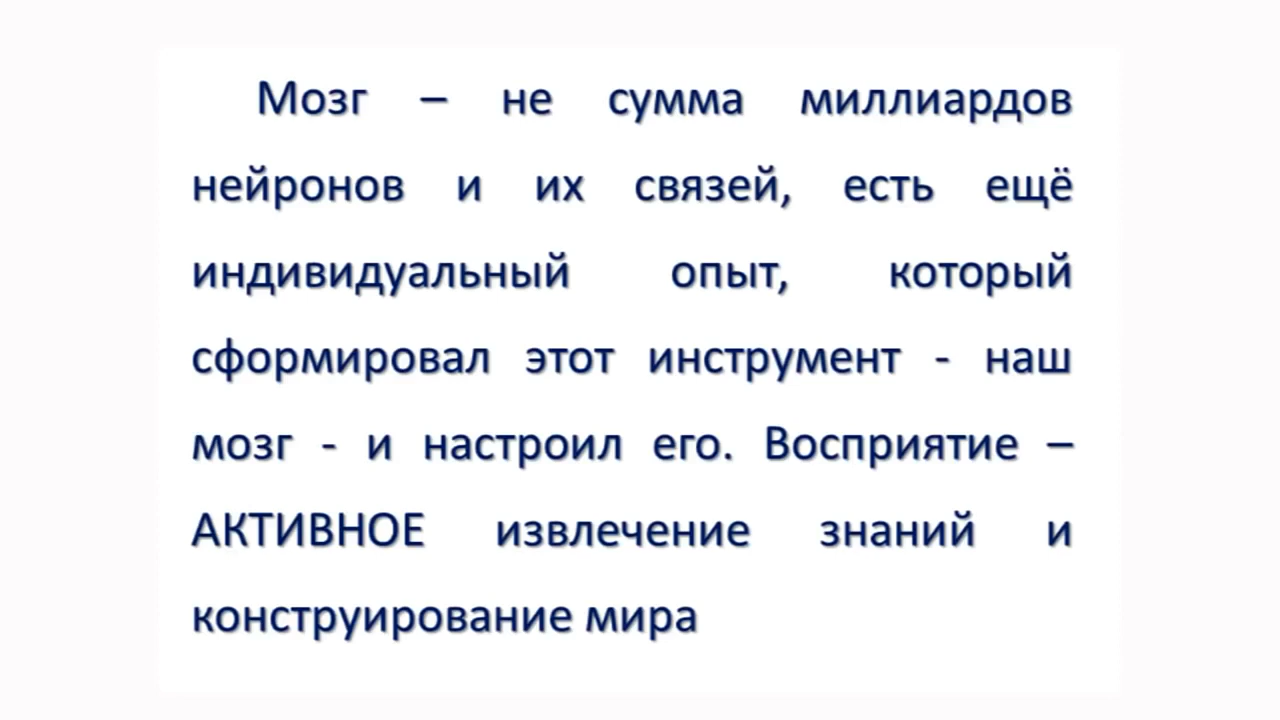 Мозг – не сумма миллиардов
нейронов и их связей, есть ещё
индивидуальный опыт, который
сформировал этот инструмент - наш
мозг - и настроил его. Восприятие –
АКТИВНОЕ извлечение знаний и
конструирование мира